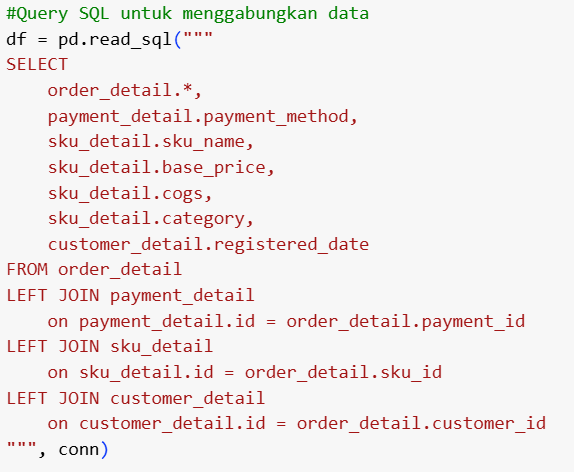 #Query SQL untuk menggabungkan data
df = pd.read_sql("""
SELECT
    order_detail.*,
    payment_detail.payment_method,
    sku_detail.sku_name,
    sku_detail.base_price,
    sku_detail.cogs,
    sku_detail.category,
    customer_detail.registered_date
FROM order_detail
LEFT JOIN payment_detail
    on payment_detail.id = order_detail.payment_id
LEFT JOIN sku_detail
    on sku_detail.id = order_detail.sku_id
LEFT JOIN customer_detail
    on customer_detail.id = order_detail.customer_id
""", conn)